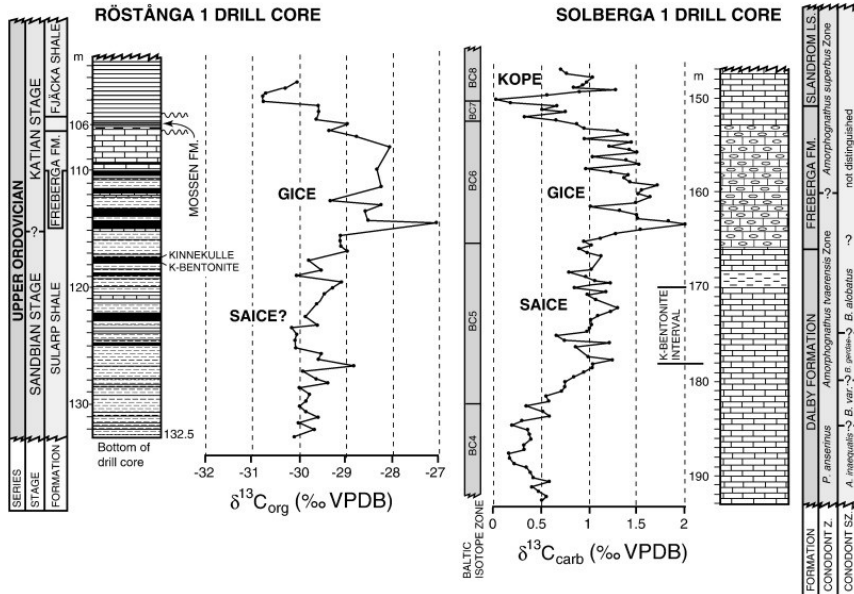 RÖSTÅNGA 1 DRILL CORE
SOLBERGA 1 DRILL CORE
UPPER ORDOVICIAN
SANDBIAN STAGE
KATIAN STAGE
?
SULARP SHALE
FREBERGA FM.
FJÄCKA SHALE
m
106
110
120
130
132.5
Bottom of
drill core
MOSSEN FM.
KINNEKULLE
K-BENTONITE
GICE
SAICE?
-32
-31
-30
-29
-28
-27
δ13Corg (‰ VPDB)
SERIES
STAGE
FORMATION
BC8
BC7
BC6
BC5
BC4
BALTIC
ISOTOPE ZONE
KOPE
GICE
SAICE
0
0.5
1
1.5
2
δ13Ccarb (‰ VPDB)
m
150
160
170
180
190
K-BENTONITE
INTERVAL
DALBY FORMATION
FREBERGA FM.
SLANDROM LS.
P. anserinus
Amorphognathus tvaerensis Zone
?
Amorphognathus superbus Zone
A. inaequalis
?
B. var.
?
B. gerdae
?
B. alobatus
?
not distinguished
FORMATION
CONODONT Z.
CONODONT SZ.